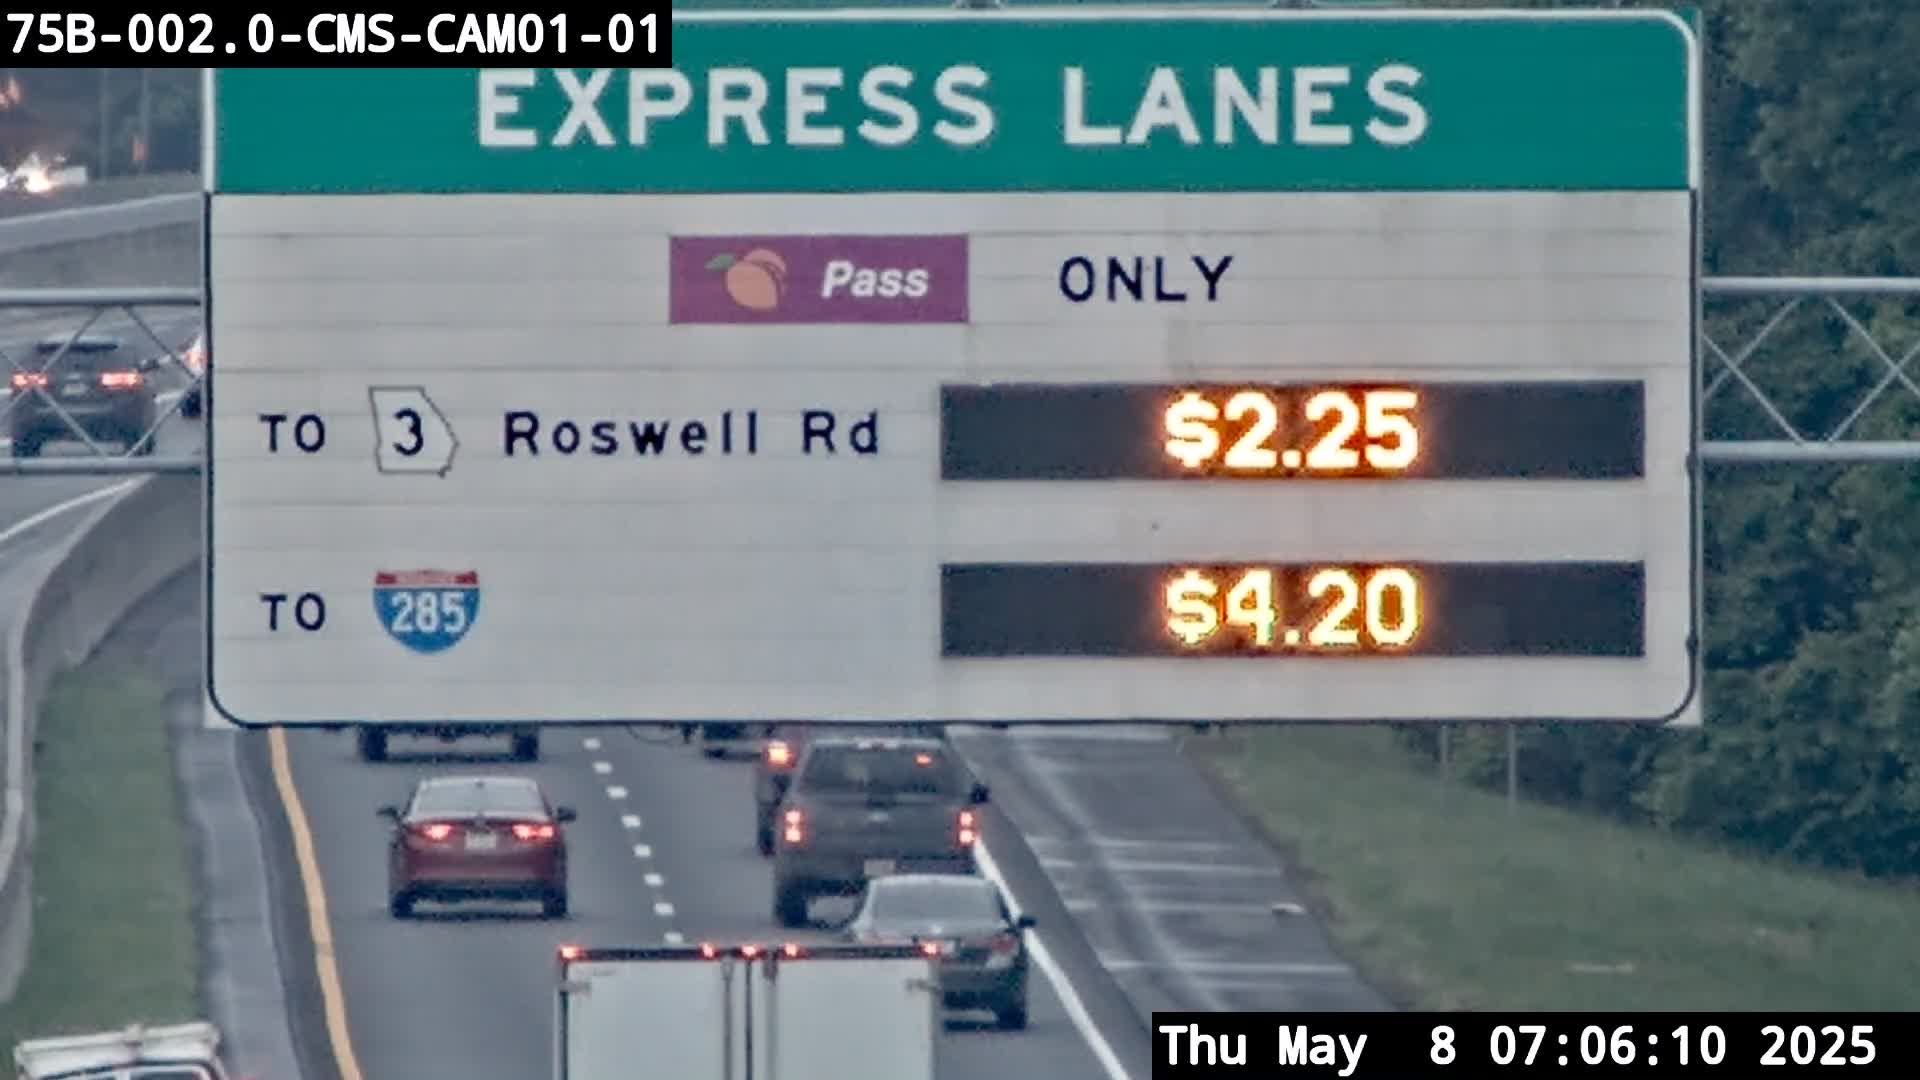 75B-002.0-CMS-CAM01-01
EXPRESS LANES
Pass ONLY
TO 3 Roswell Rd $2.25
TO 285 $4.20
Thu May 8 07:06:10 2025